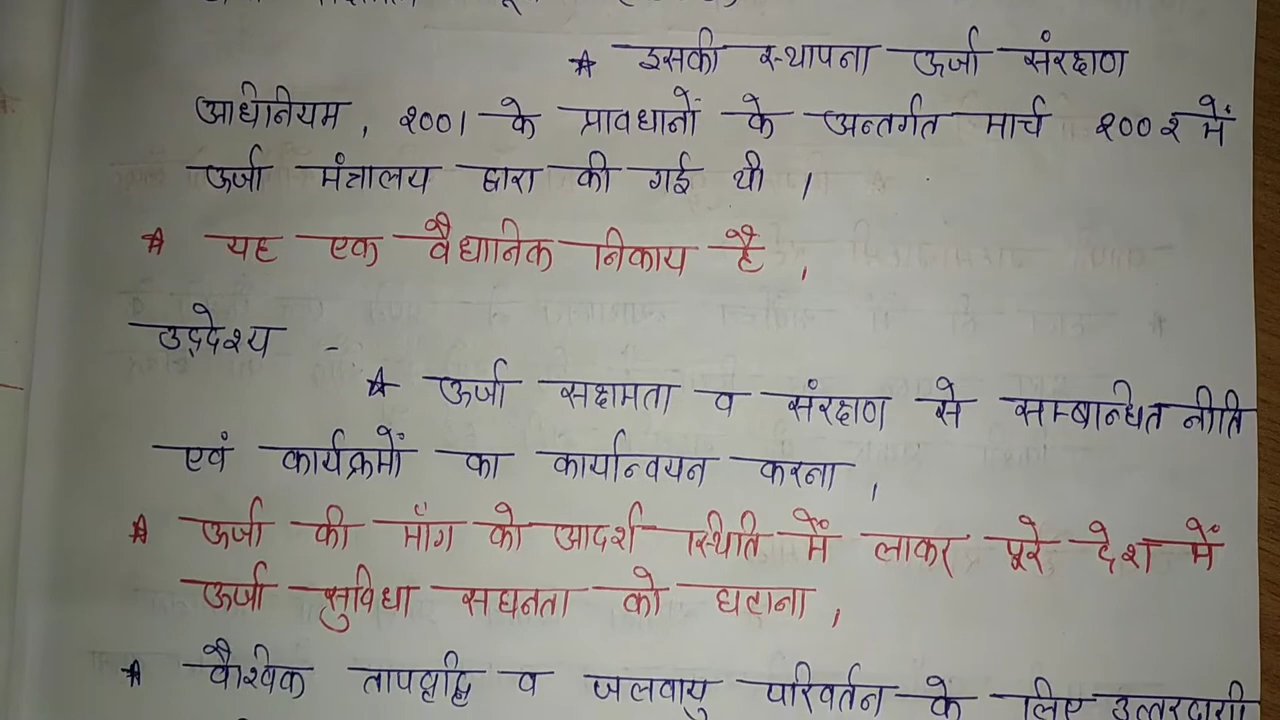 ★ इसकी स्थापना ऊर्जा संरक्षण
अधिनियम, २००१ के प्रावधानों के अन्तर्गत मार्च २००२ में
ऊर्जा मंत्रालय द्वारा की गई थी ।
★ यह एक वैधानिक निकाय है ।
उद्देश्य -
★ ऊर्जा सक्षमता व संरक्षण से सम्बान्धित नीति
एवं कार्यक्रमों का कार्यान्वयन करना ।
★ ऊर्जा की माँग को आदर्श स्थिति में लाकर पूरे देश में
ऊर्जा सुविधा सघनता को घटाना ।
★ वैश्विक तापवृद्धि व जलवायु परिवर्तन के लिए उत्तरदायी